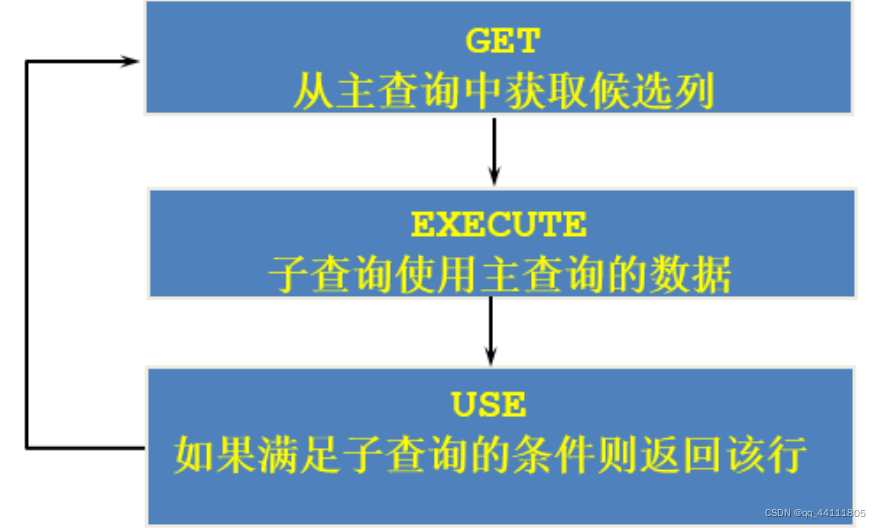 GET
从主查询中获取候选列
EXECUTE
子查询使用主查询的数据
USE
如果满足子查询的条件则返回该行
CSDN @qq_44111805